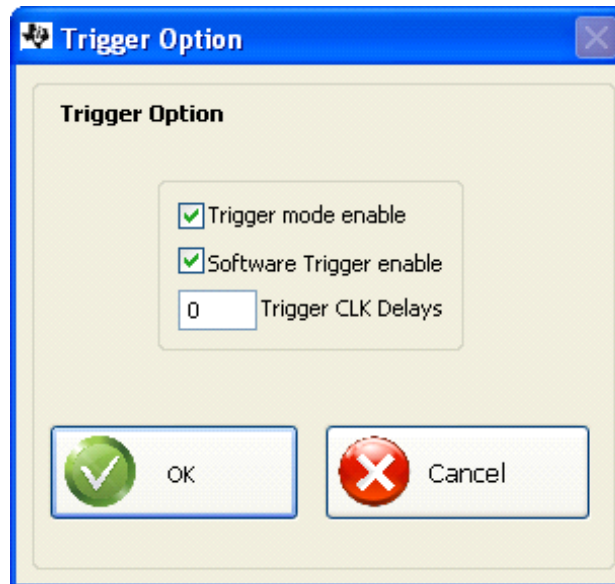 Trigger Option
Trigger Option
Trigger mode enable
Software Trigger enable
0 Trigger CLK Delays
OK
Cancel